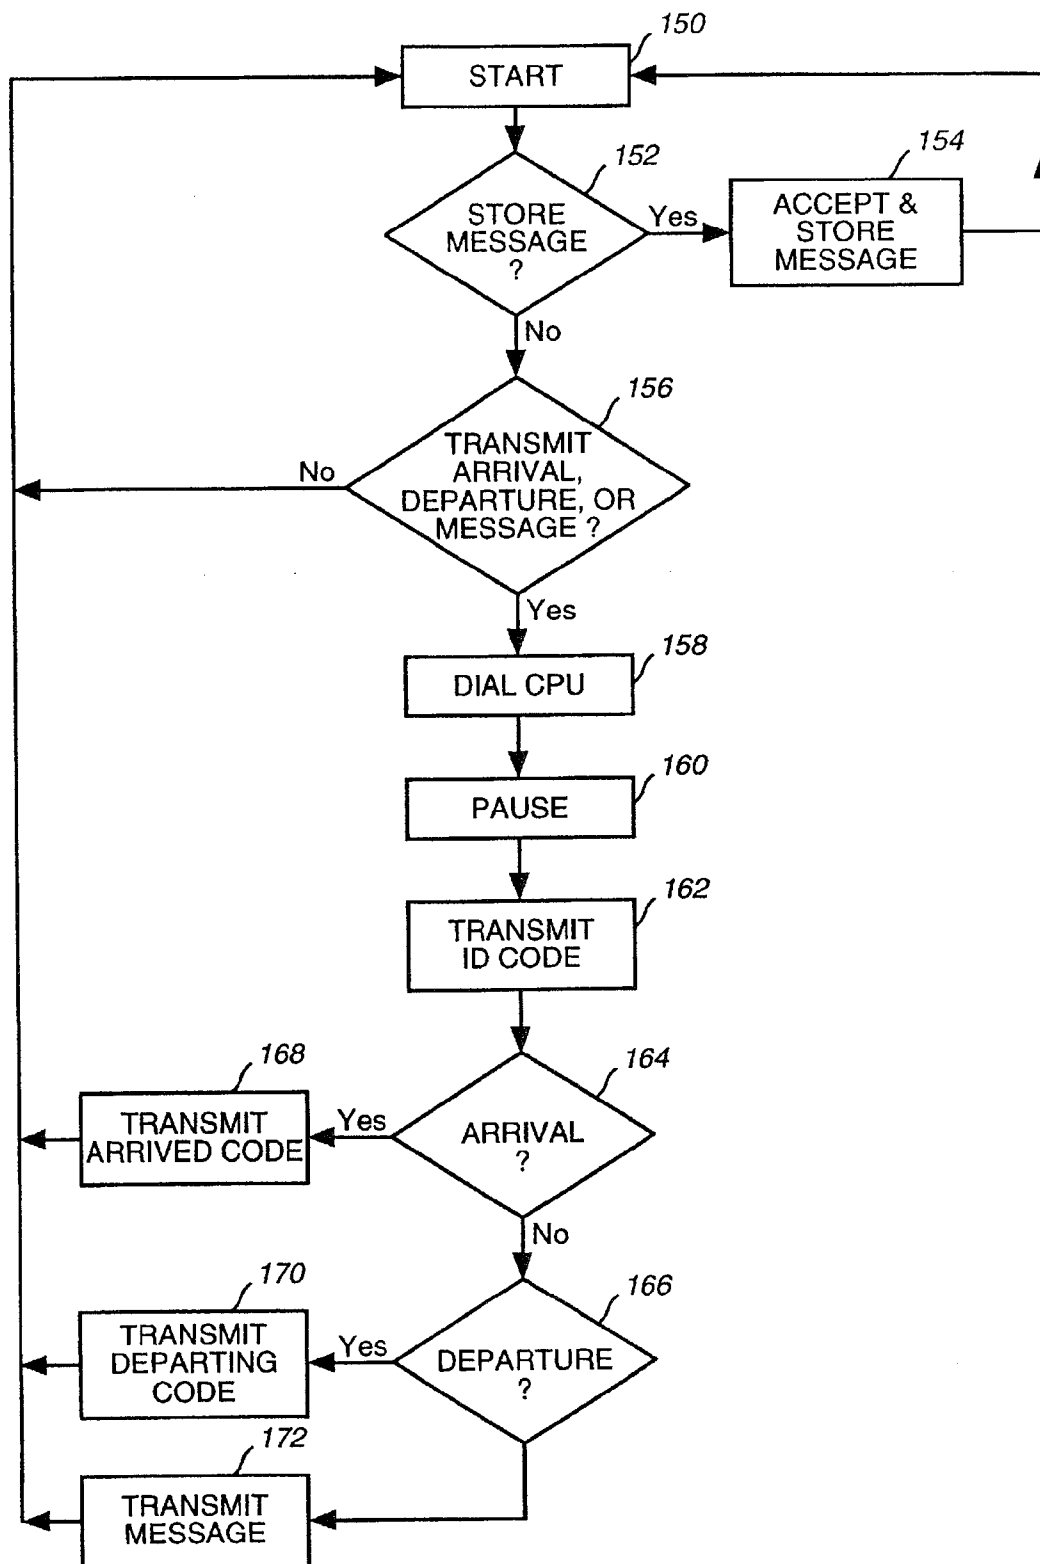 150
START
152
STORE
MESSAGE
?
Yes
154
ACCEPT &
STORE
MESSAGE
No
156
TRANSMIT
ARRIVAL,
DEPARTURE, OR
MESSAGE ?
No
Yes
158
DIAL CPU
160
PAUSE
162
TRANSMIT
ID CODE
164
ARRIVAL
?
Yes
168
TRANSMIT
ARRIVED CODE
No
166
DEPARTURE
?
Yes
170
TRANSMIT
DEPARTING
CODE
172
TRANSMIT
MESSAGE